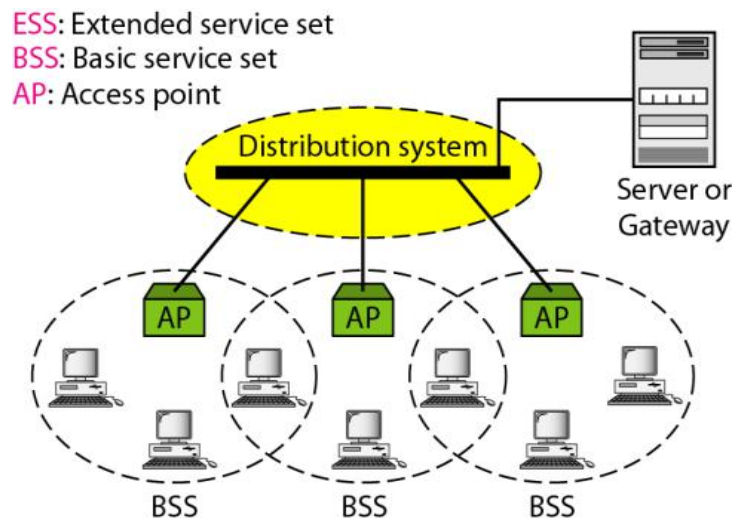 ESS: Extended service set
BSS: Basic service set
AP: Access point
Distribution system
Server or
Gateway
AP
AP
AP
BSS
BSS
BSS